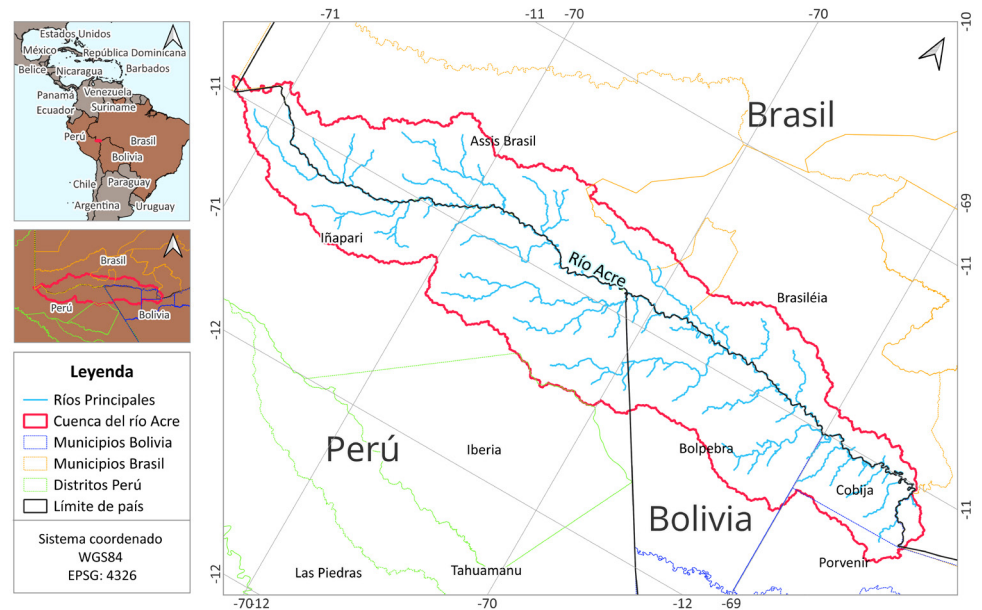 Estados Unidos
México
República Dominicana
Belice
Nicaragua
Barbados
Panamá
Venezuela
Ecuador
Suriname
Perú
Brasil
Bolivia
Chile
Paraguay
Argentina
Uruguay
Brasil
Perú
Bolivia
Leyenda
Ríos Principales
Cuenca del río Acre
Municipios Bolivia
Municipios Brasil
Distritos Perú
Límite de país
Sistema coordenado
WGS84
EPSG: 4326
-71
-11
-70
-70
-10
-11
-71
-12
-12
-69
-11
-11
-7012
-70
-12
-69
Brasil
Assis Brasil
Iñapari
Río Acre
Brasiléia
Perú
Iberia
Bolpebra
Cobija
Bolivia
Porvenir
Las Piedras
Tahuamanu